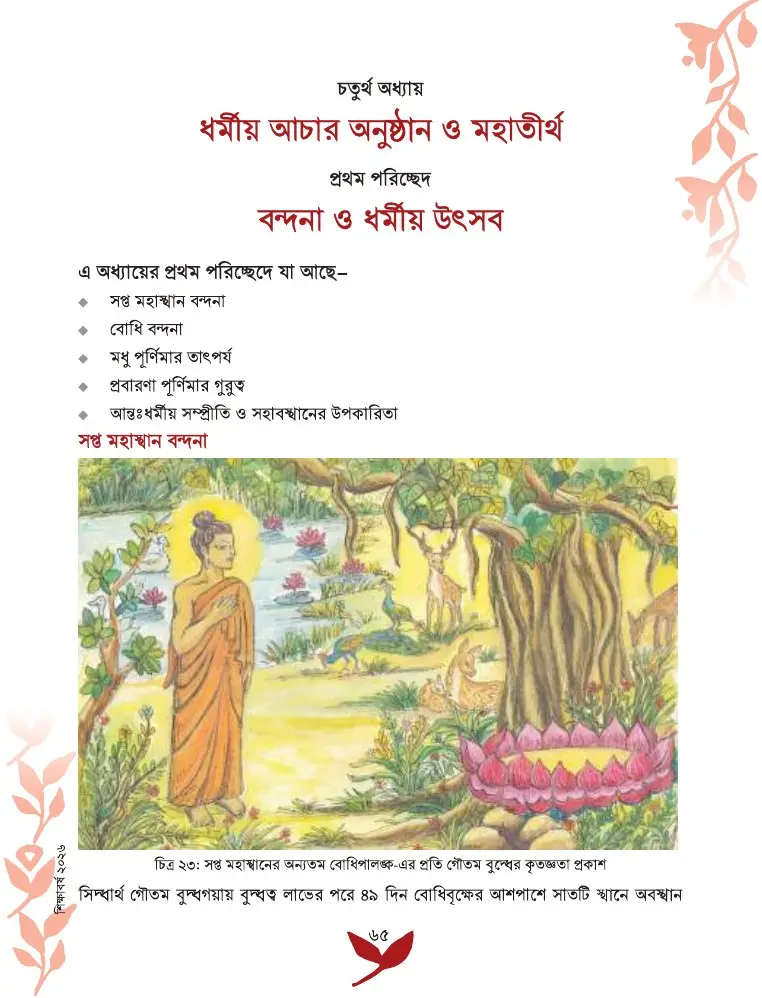 চতুর্থ অধ্যায়
ধর্মীয় আচার অনুষ্ঠান ও মহাতীর্থ
প্রথম পরিচ্ছেদ
বন্দনা ও ধর্মীয় উৎসব
এ অধ্যায়ের প্রথম পরিচ্ছেদে যা আছে–
◆ সপ্ত মহাস্থান বন্দনা
◆ বোধি বন্দনা
◆ মধু পূর্ণিমার তাৎপর্য
◆ প্রবারণা পূর্ণিমার গুরুত্ব
◆ আন্তঃধর্মীয় সম্প্রীতি ও সহাবস্থানের উপকারিতা
সপ্ত মহাস্থান বন্দনা
চিত্র ২৩: সপ্ত মহাস্থানের অন্যতম বোধিপালঙ্ক-এর প্রতি গৌতম বুদ্ধের কৃতজ্ঞতা প্রকাশ
সিদ্ধার্থ গৌতম বুদ্ধগয়ায় বুদ্ধত্ব লাভের পরে ৪৯ দিন বোধিবৃক্ষের আশপাশে সাতটি স্থানে অবস্থান
শিক্ষাবর্ষ ২০২৬
৬৫